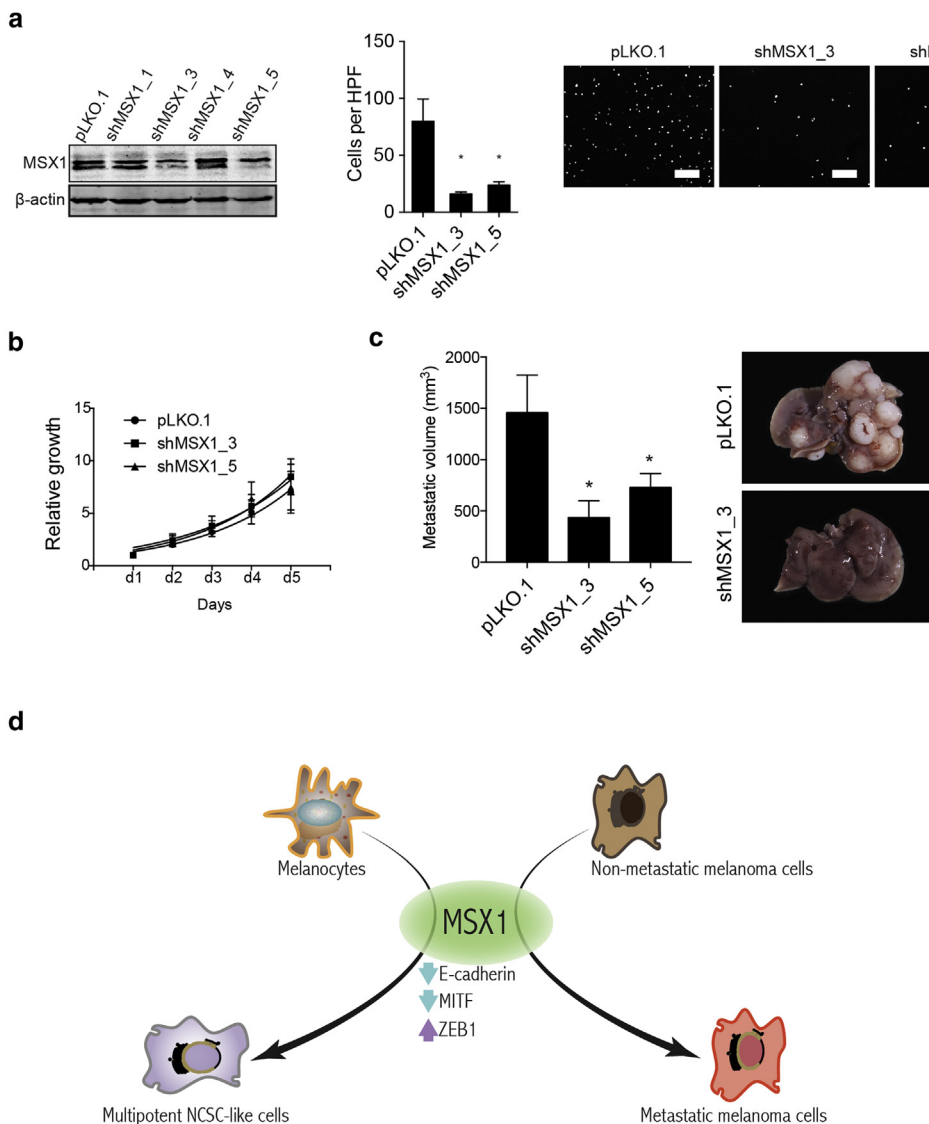 a
pLKO.1
shMSX1_1
shMSX1_3
shMSX1_4
shMSX1_5
MSX1
β-actin
Cells per HPF
150
100
50
0
pLKO.1
shMSX1_3
shMSX1_5
* *
pLKO.1
shMSX1_3
b
Relative growth
15
10
5
0
pLKO.1
shMSX1_3
shMSX1_5
d1 d2 d3 d4 d5
Days
c
Metastatic volume (mm³)
2000
1500
1000
500
0
* *
pLKO.1
shMSX1_3
shMSX1_5
pLKO.1
shMSX1_3
d
Melanocytes
Non-metastatic melanoma cells
MSX1
E-cadherin
MITF
ZEB1
Multipotent NCSC-like cells
Metastatic melanoma cells